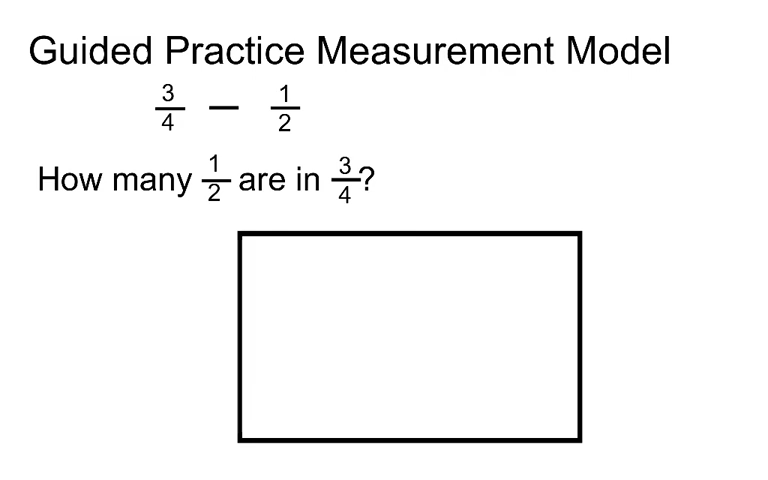 Guided Practice Measurement Model
3/4 — 1/2
How many 1/2 are in 3/4?